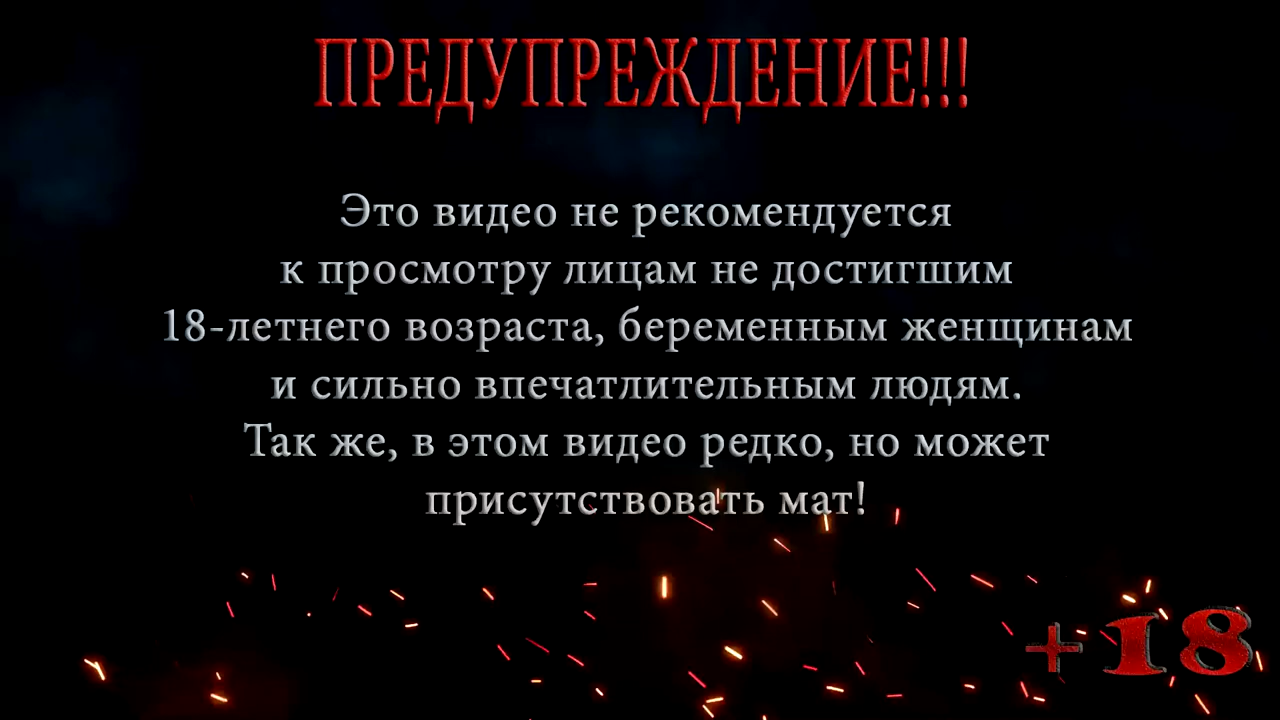 ПРЕДУПРЕЖДЕНИЕ!!!
Это видео не рекомендуется
к просмотру лицам не достигшим
18-летнего возраста, беременным женщинам
и сильно впечатлительным людям.
Так же, в этом видео редко, но может
присутствовать мат!
+18